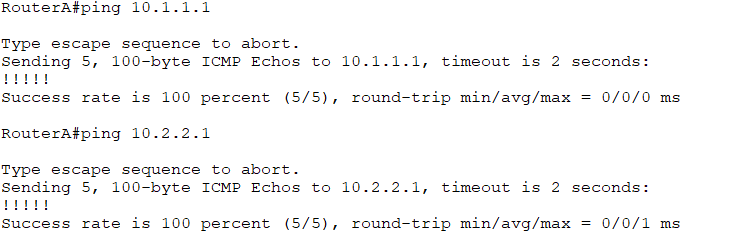 RouterA#ping 10.1.1.1
Type escape sequence to abort.
Sending 5, 100-byte ICMP Echos to 10.1.1.1, timeout is 2 seconds:
!!!!!
Success rate is 100 percent (5/5), round-trip min/avg/max = 0/0/0 ms
RouterA#ping 10.2.2.1
Type escape sequence to abort.
Sending 5, 100-byte ICMP Echos to 10.2.2.1, timeout is 2 seconds:
!!!!!
Success rate is 100 percent (5/5), round-trip min/avg/max = 0/0/1 ms